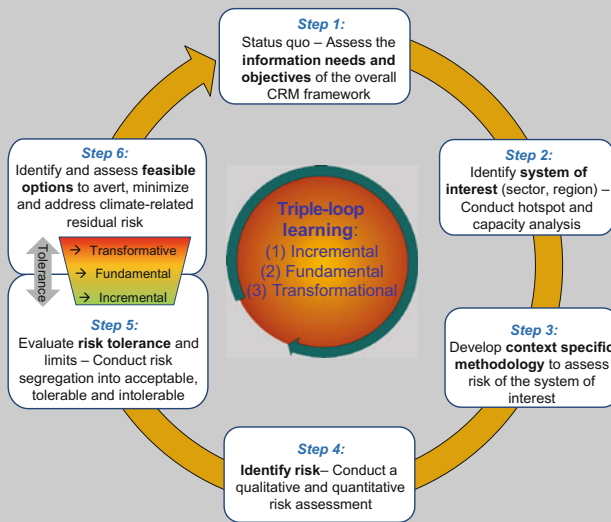 Step 1:
Status quo – Assess the
information needs and
objectives of the overall
CRM framework
Step 2:
Identify system of
interest (sector, region) –
Conduct hotspot and
capacity analysis
Step 3:
Develop context specific
methodology to assess
risk of the system of
interest
Step 4:
Identify risk– Conduct a
qualitative and quantitative
risk assessment
Step 5:
Evaluate risk tolerance and
limits – Conduct risk
segregation into acceptable,
tolerable and intolerable
Step 6:
Identify and assess feasible
options to avert, minimize
and address climate-related
residual risk
Tolerance
→ Transformative
→ Fundamental
→ Incremental
Triple-loop
learning:
(1) Incremental
(2) Fundamental
(3) Transformational